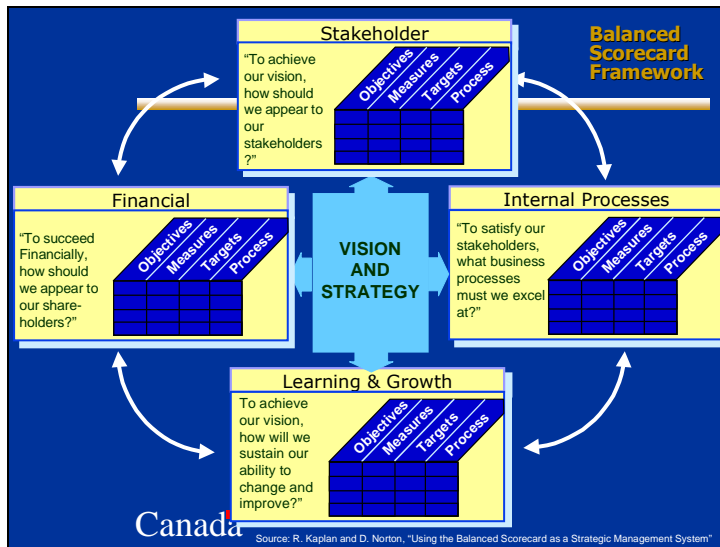 Balanced
Scorecard
Framework
Stakeholder
“To achieve
our vision,
how should
we appear to
our
stakeholders
?”
Objectives
Measures
Targets
Process
Financial
“To succeed
Financially,
how should
we appear to
our share-
holders?”
Objectives
Measures
Targets
Process
VISION
AND
STRATEGY
Internal Processes
“To satisfy our
stakeholders,
what business
processes
must we excel
at?”
Objectives
Measures
Targets
Process
Learning & Growth
To achieve
our vision,
how will we
sustain our
ability to
change and
improve?”
Objectives
Measures
Targets
Process
Canada
Source: R. Kaplan and D. Norton, “Using the Balanced Scorecard as a Strategic Management System”